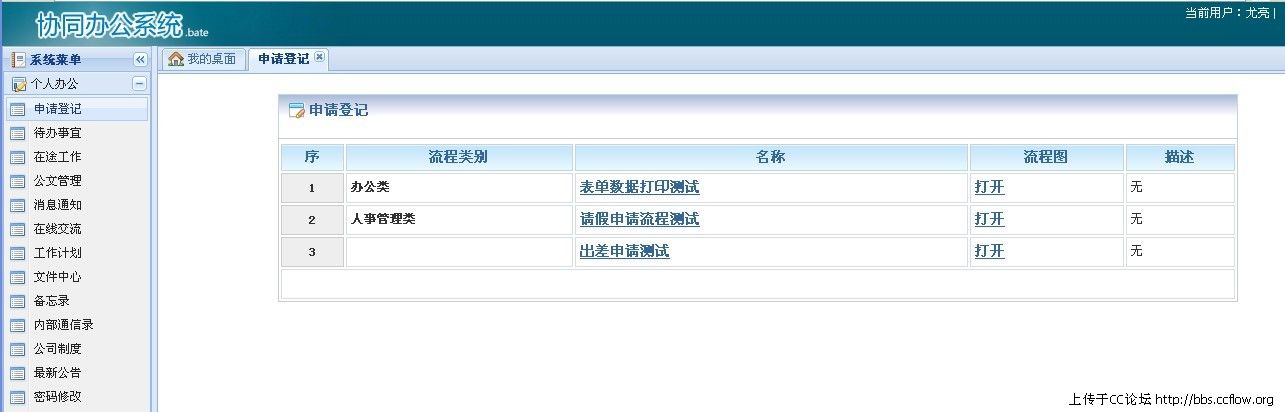 协同办公系统.bate
当前用户：尤亮 |
系统菜单
个人办公
申请登记
待办事宜
在途工作
公文管理
消息通知
在线交流
工作计划
文件中心
备忘录
内部通信录
公司制度
最新公告
密码修改
我的桌面 申请登记
申请登记
序 流程类别 名称 流程图 描述
1 办公类 表单数据打印测试 打开 无
2 人事管理类 请假申请流程测试 打开 无
3 出差申请测试 打开 无
上传于CC论坛 http://bbs.ccflow.org